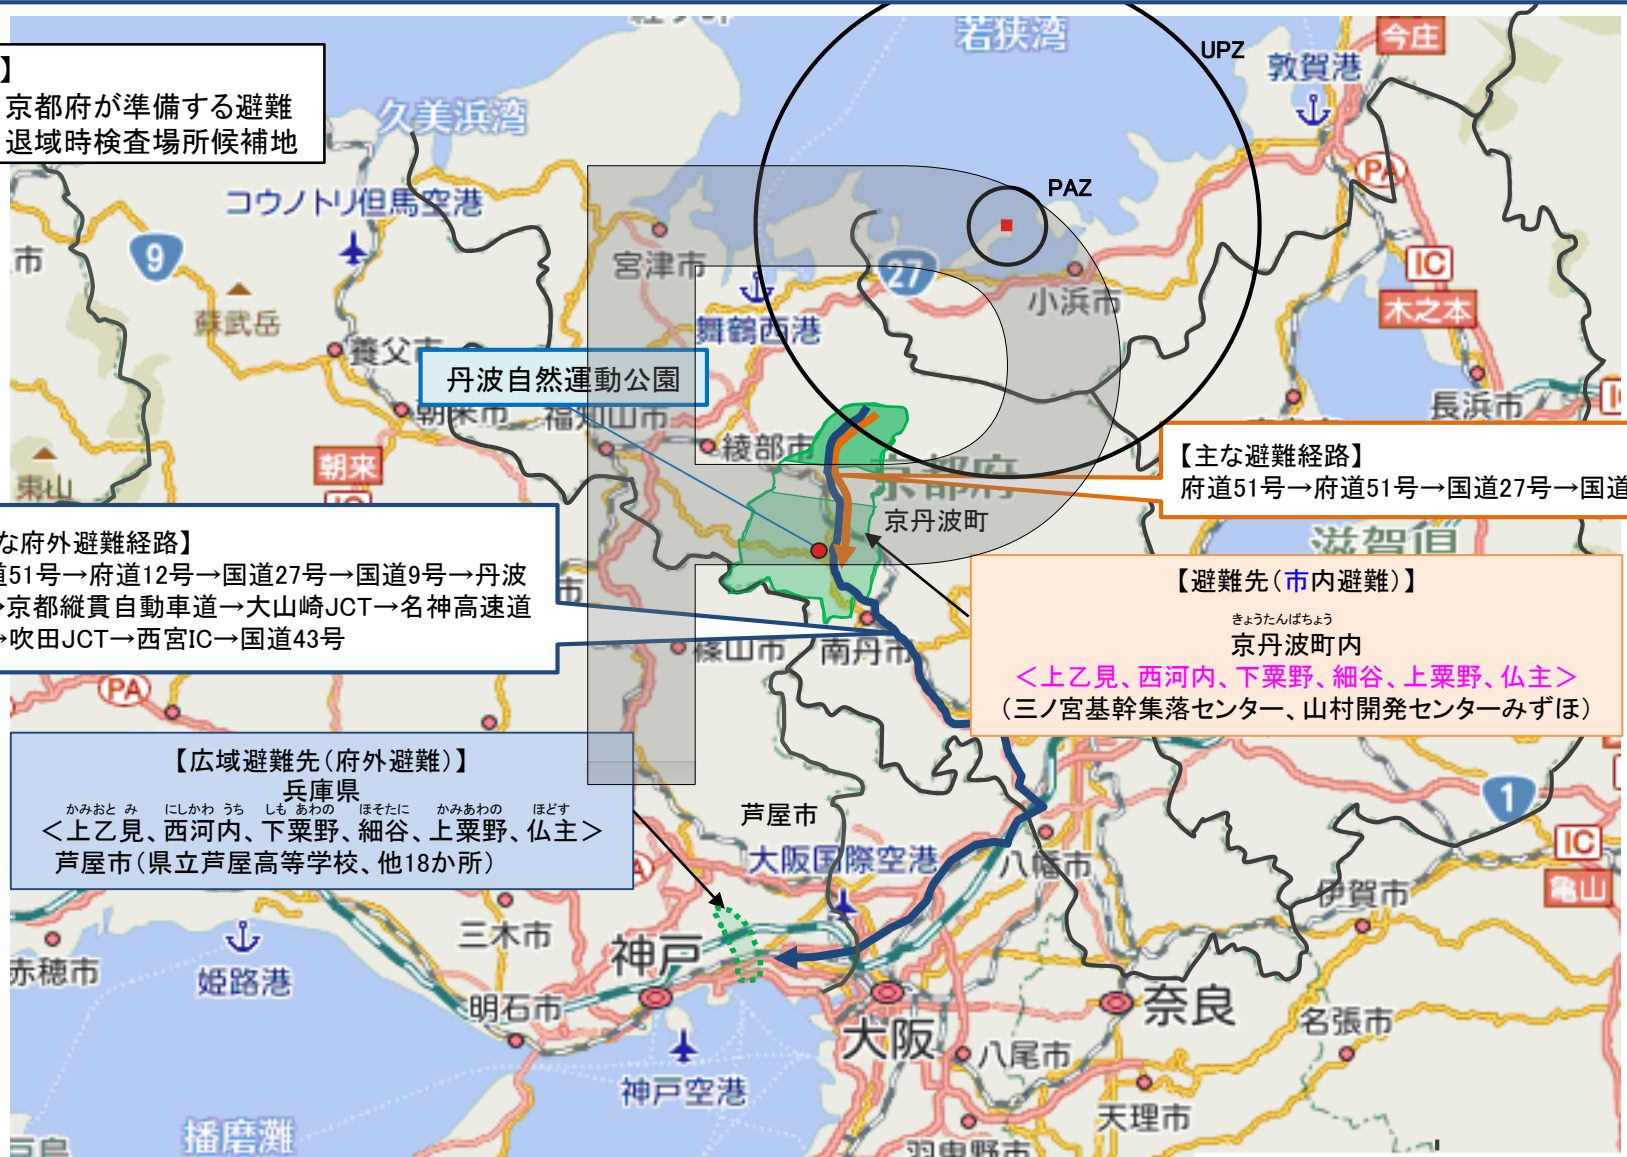 若狭湾
UPZ
今庄
敦賀港
】
京都府が準備する避難
退域時検査場所候補地
久美浜湾
PA
PAZ
コウノトリ但馬空港
9
市
宮津市
27
IC
小浜市
木之本
蘇武岳
舞鶴西港
養父市
丹波自然運動公園
長浜市
朝来市
福知山市
綾部市
朝来
東山
【主な避難経路】
府道51号→府道51号→国道27号→国道
京都府
京丹波町
滋賀県
な府外避難経路】
道51号→府道12号→国道27号→国道9号→丹波
→京都縦貫自動車道→大山崎JCT→名神高速道
→吹田JCT→西宮IC→国道43号
市
【避難先(市内避難)】
きょうたんばちょう
京丹波町内
<上乙見、西河内、下粟野、細谷、上粟野、仏主>
(三ノ宮基幹集落センター、山村開発センターみずほ)
篠山市
南丹市
PA
【広域避難先(府外避難)】
兵庫県
かみおと み にしかわ うち しも あわの ほそたに かみあわの ほどす
<上乙見、西河内、下粟野、細谷、上粟野、仏主>
芦屋市(県立芦屋高等学校、他18か所)
芦屋市
1
大阪国際空港
八幡市
IC
亀山
伊賀市
三木市
神戸
赤穂市
姫路港
明石市
奈良
名張市
大阪
八尾市
神戸空港
天理市
播磨灘
羽曳野市